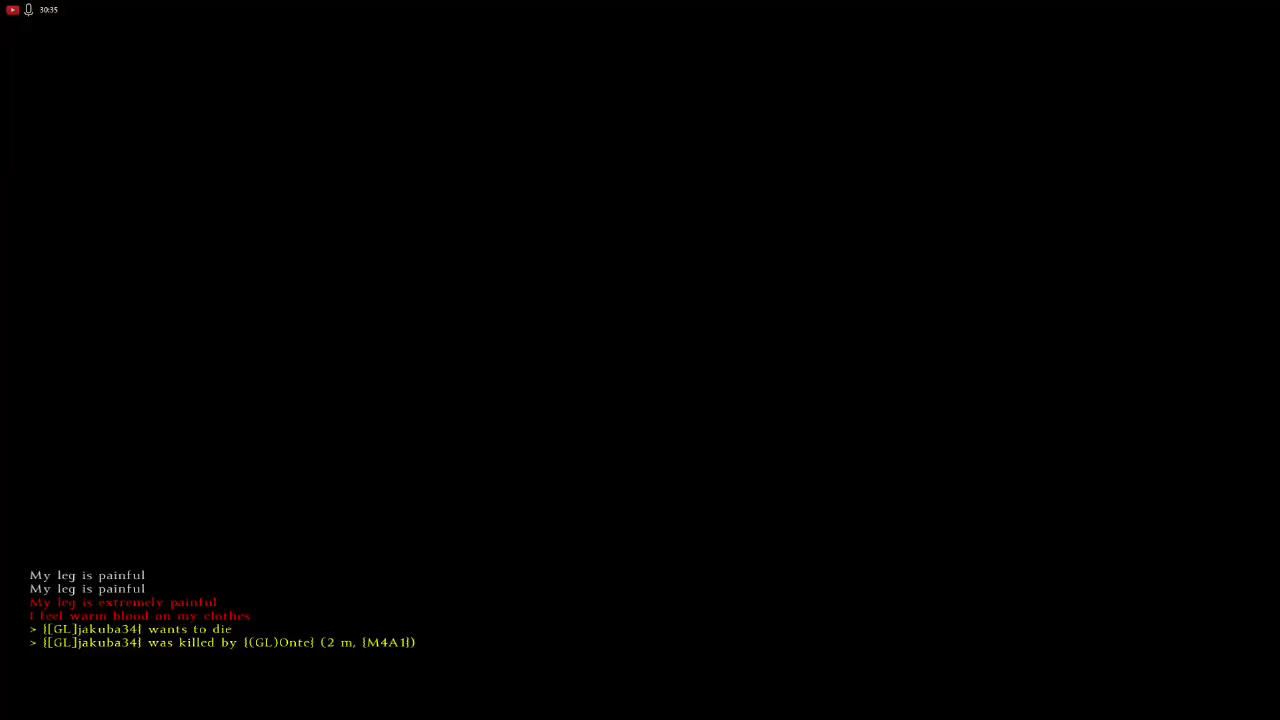 30:35
My leg is painful
My leg is painful
My leg is extremely painful
I feel warm blood on my clothes
> {[GL]jakuba34} wants to die
> {[GL]jakuba34} was killed by {(GL)Onte} (2 m, {M4A1})